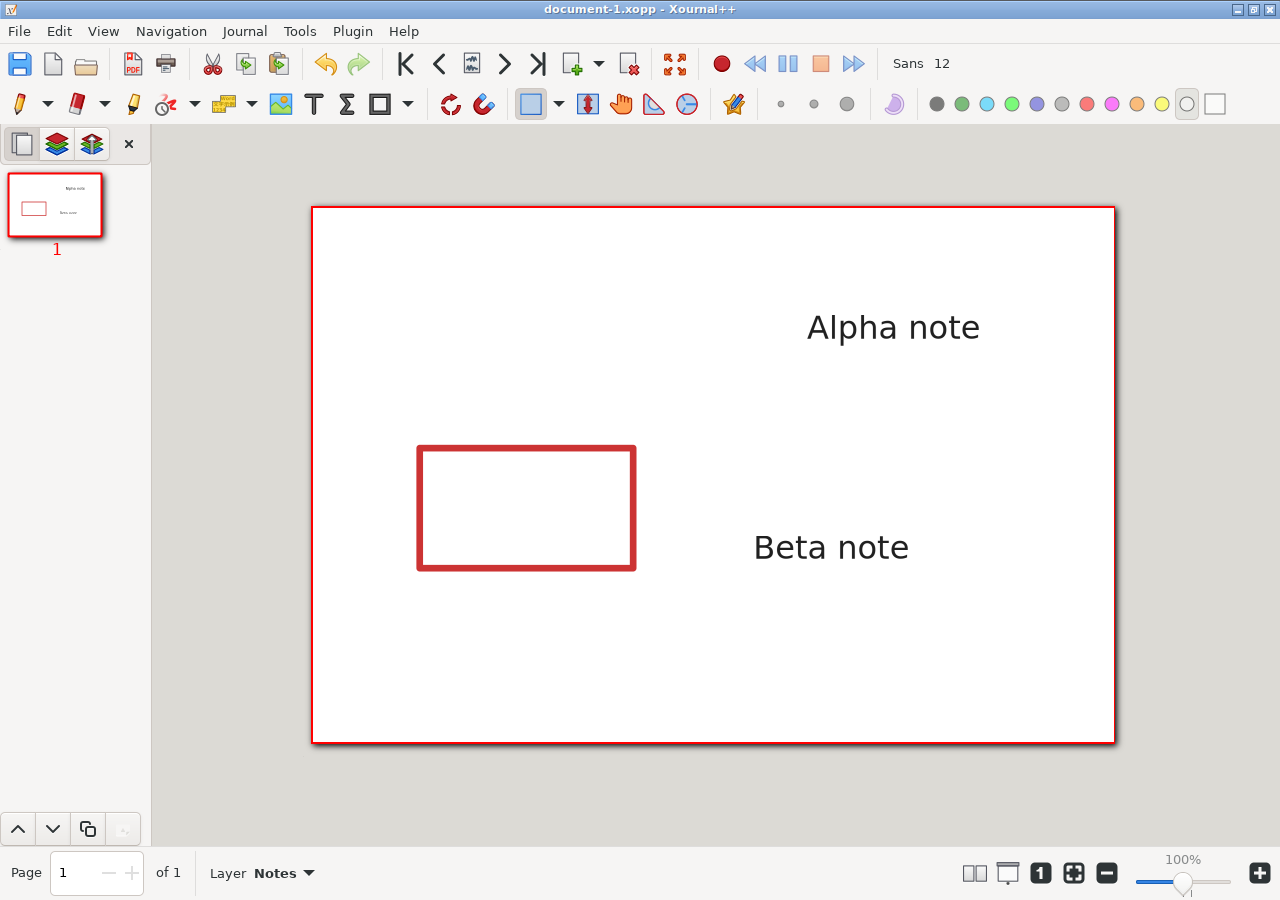 document-1.xopp - Xournal++
File Edit View Navigation Journal Tools Plugin Help
Sans 12
1
Alpha note
Beta note
Page 1 of 1 Layer Notes
100%